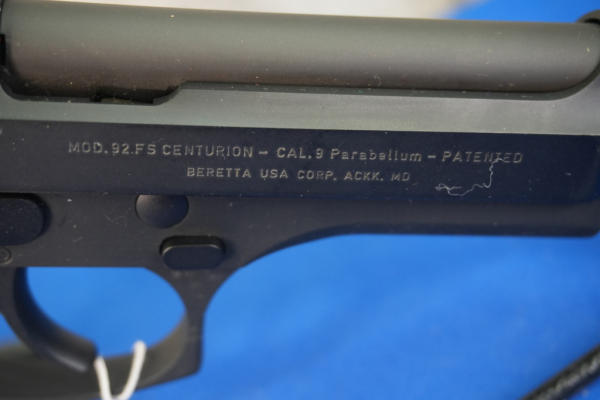 MOD.92.FS CENTURION - CAL.9 Parabellum - PATENTED
BERETTA USA CORP. ACKK. MD